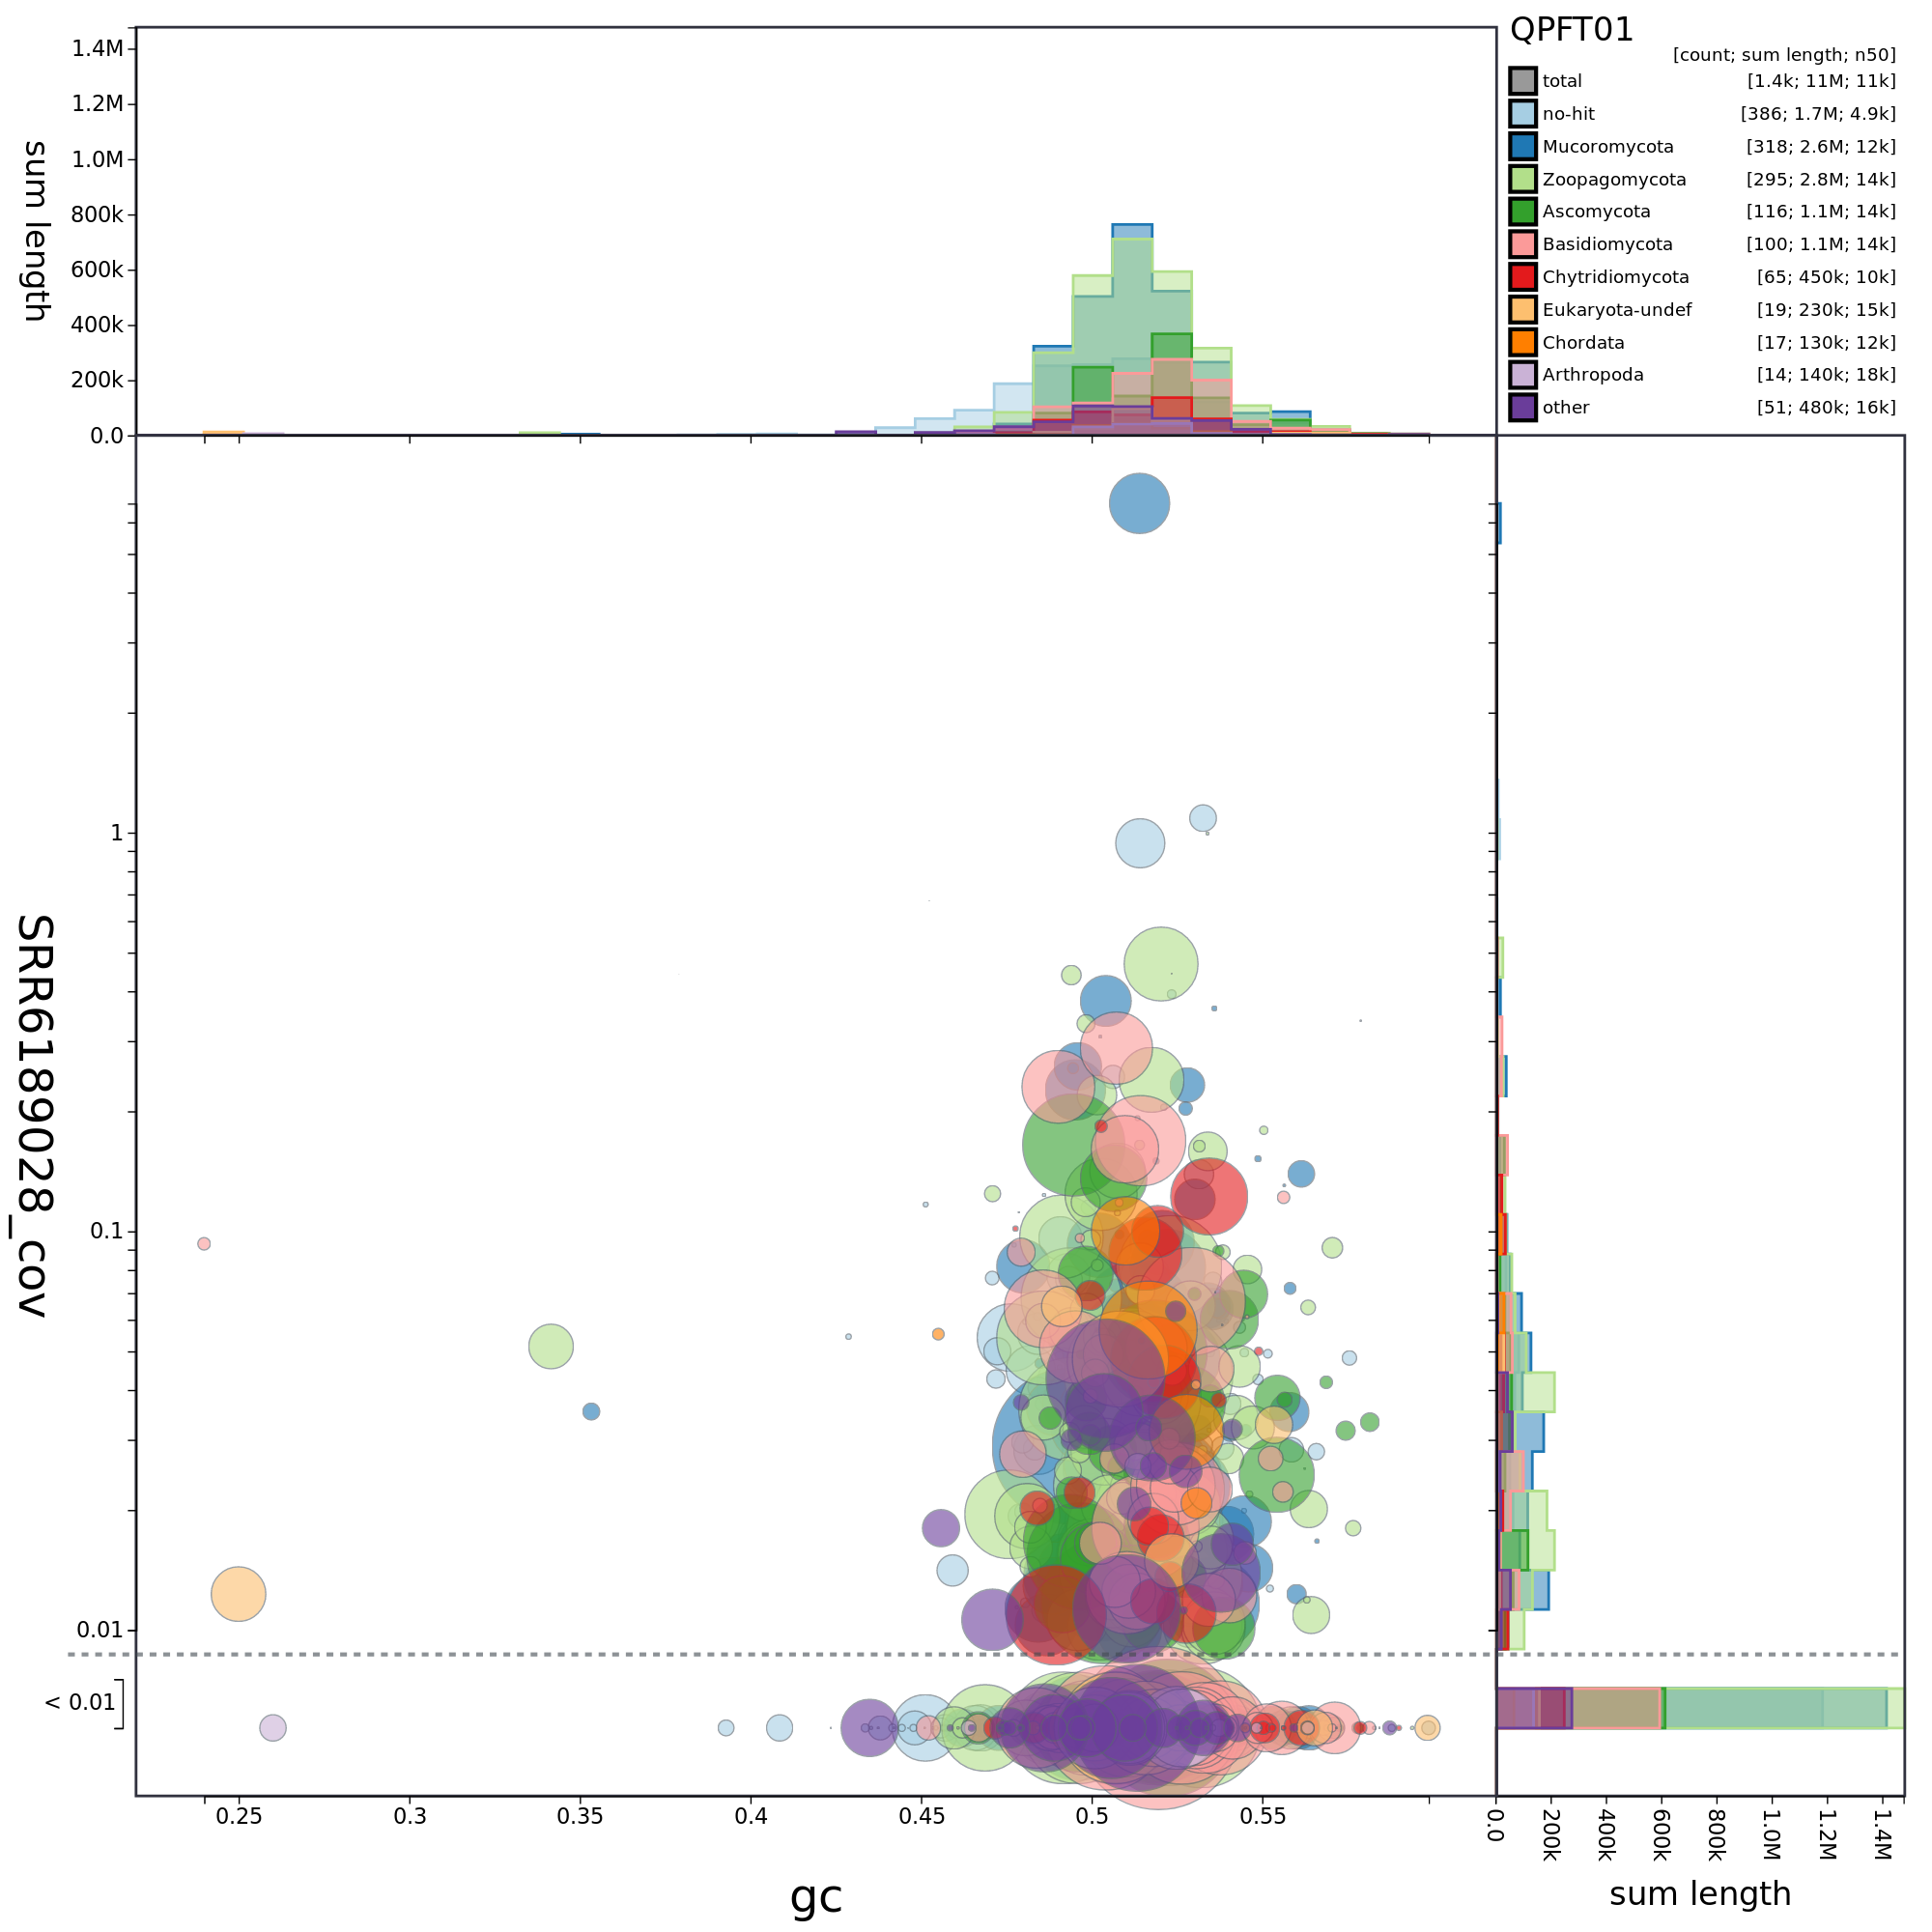 QPFT01
[count; sum length; n50]
total [1.4k; 11M; 11k]
no-hit [386; 1.7M; 4.9k]
Mucoromycota [318; 2.6M; 12k]
Zoopagomycota [295; 2.8M; 14k]
Ascomycota [116; 1.1M; 14k]
Basidiomycota [100; 1.1M; 14k]
Chytridiomycota [65; 450k; 10k]
Eukaryota-undef [19; 230k; 15k]
Chordata [17; 130k; 12k]
Arthropoda [14; 140k; 18k]
other [51; 480k; 16k]
sum length
1.4M
1.2M
1.0M
800k
600k
400k
200k
0.0
SRR6189028_cov
1
0.1
0.01
< 0.01
0.25 0.3 0.35 0.4 0.45 0.5 0.55
gc
0.0 200k 400k 600k 800k 1.0M 1.2M 1.4M
sum length